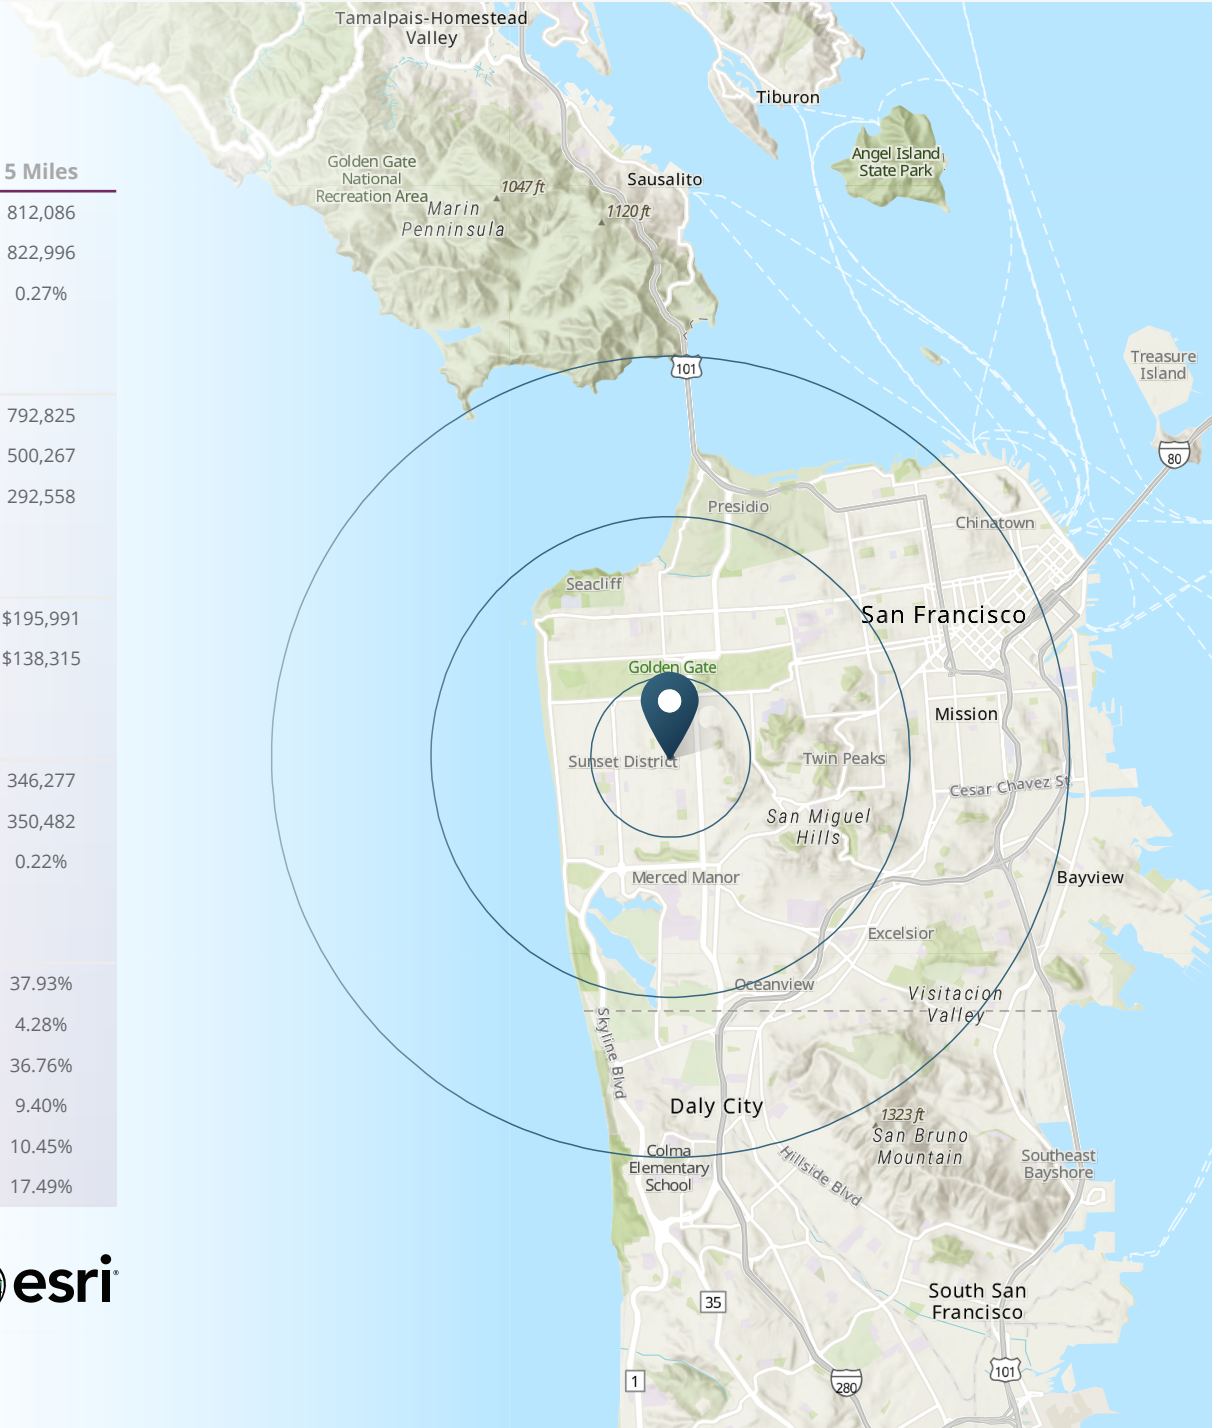 5 Miles
812,086
822,996
0.27%
792,825
500,267
292,558
$195,991
$138,315
346,277
350,482
0.22%
37.93%
4.28%
36.76%
9.40%
10.45%
17.49%
esri®
Tamalpais-Homestead
Valley
Tiburon
Angel Island
State Park
Golden Gate
National
Recreation Area
1047 ft
Sausalito
Marin
Penninsula
1120 ft
Treasure
Island
101
80
Presidio
Chinatown
Seacliff
San Francisco
Golden Gate
Mission
Sunset District
Twin Peaks
Cesar Chavez St
San Miguel
Hills
Merced Manor
Bayview
Excelsior
Oceanview
Visitacion
Valley
Skyline Blvd
Daly City
1323 ft
San Bruno
Mountain
Colma
Elementary
School
Hillside Blvd
Southeast
Bayshore
South San
Francisco
35
101
1
280